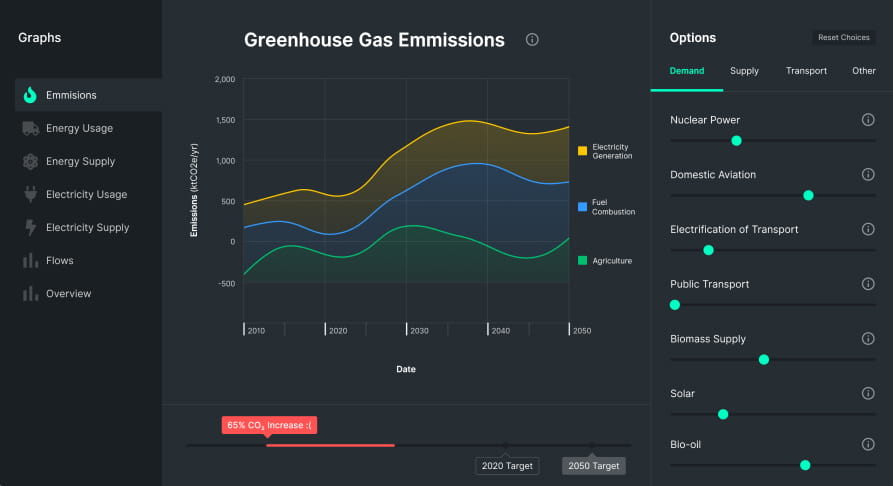 Graphs
Emmisions
Energy Usage
Energy Supply
Electricity Usage
Electricity Supply
Flows
Overview
Greenhouse Gas Emmissions
2,000
1,500
1,000
500
0
-500
Emissions (ktCO2e/yr)
2010
2020
2030
2040
2050
Date
Electricity
Generation
Fuel
Combustion
Agriculture
65% CO₂ Increase :(
2020 Target
2050 Target
Options
Reset Choices
Demand
Supply
Transport
Other
Nuclear Power
Domestic Aviation
Electrification of Transport
Public Transport
Biomass Supply
Solar
Bio-oil